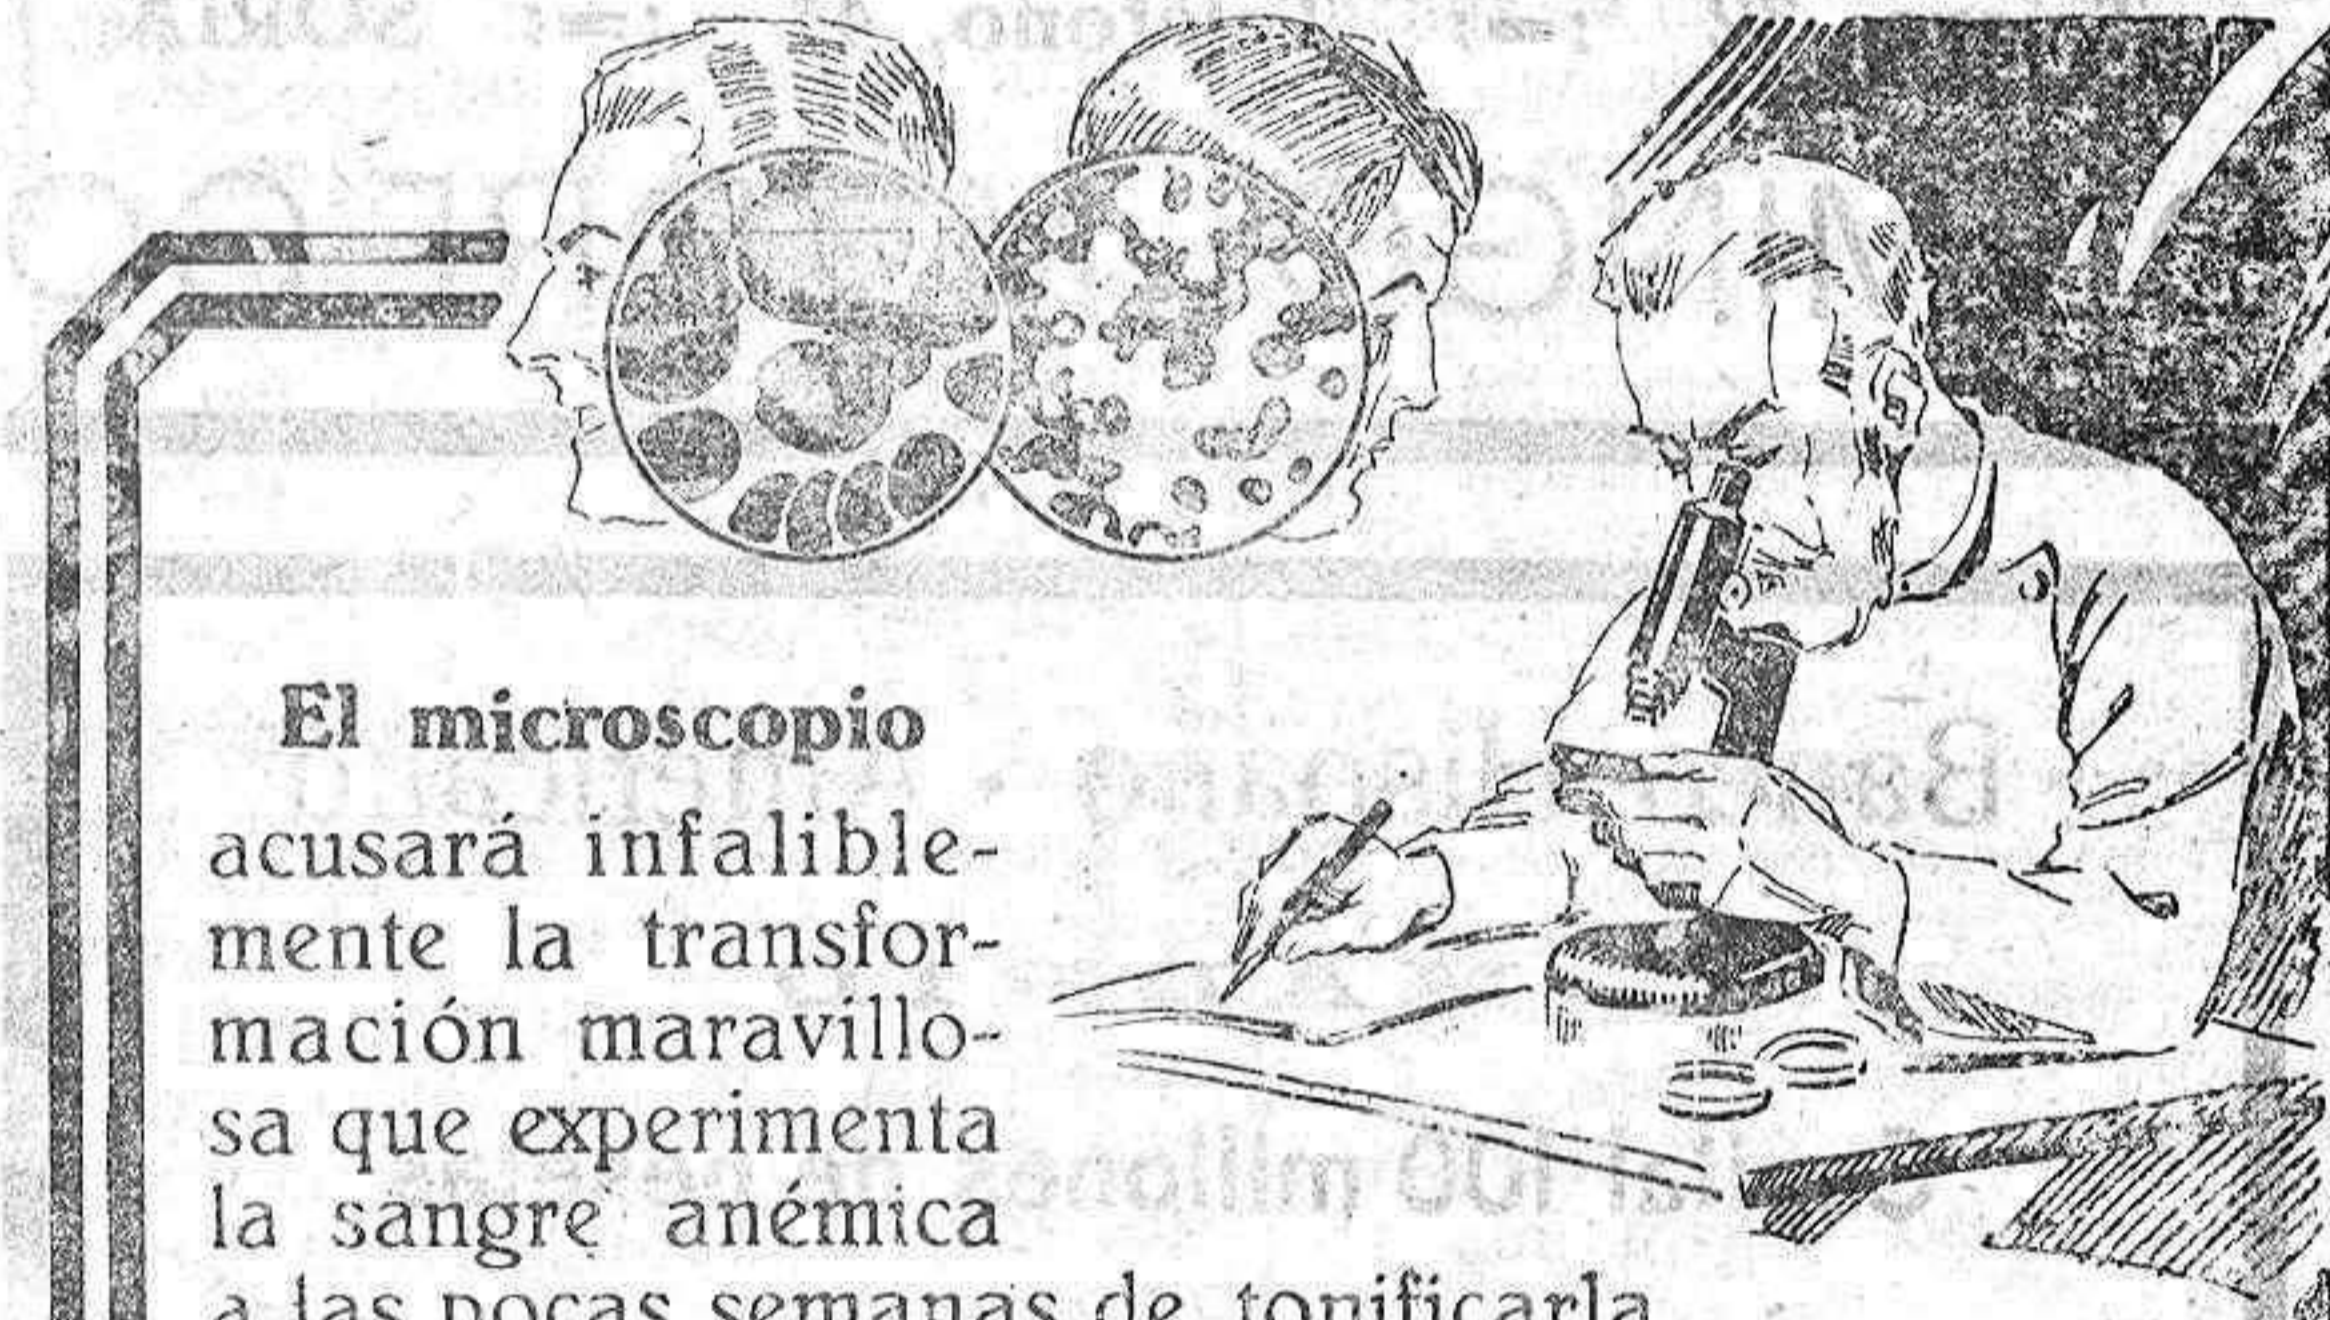 El microscopio
acusará infalible-
mente la transfor-
mación maravillo-
sa que experimenta
la sangre anémica
a las pocas semanas de tonificarla